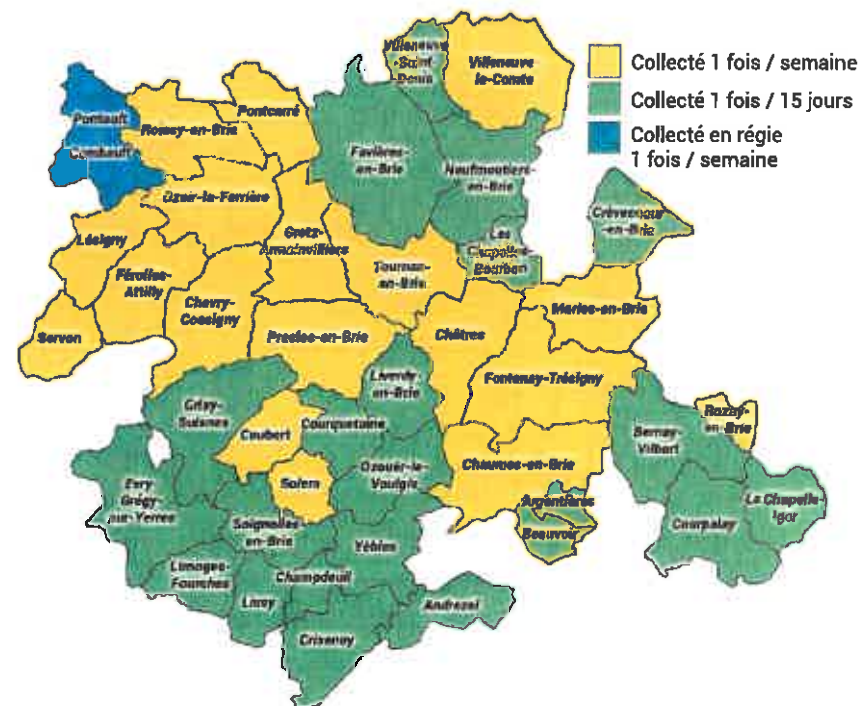 Collecté 1 fois / semaine
Collecté 1 fois / 15 jours
Collecté en régie
1 fois / semaine
Villeneuve
Saint-
Denis
Villeneuve
le-Comte
Pontcarré
Pontault
Combault
Roissy-en-Brie
Favières-
en-Brie
Neufmoutiers-
en-Brie
Ozoir-la-Ferrière
Crèvecoeur
en-Brie
Lésigny
Gretz-
Armainvilliers
Les
Chapelles-
Bourbon
Tournan-
en-Brie
Férolles-
Attilly
Chevry-
Cossigny
Marles-en-Brie
Servon
Presles-en-Brie
Châtres
Liverdy-
en-Brie
Fontenay-Trésigny
Grisy-
Suisnes
Coubert
Courquetaine
Rozay-
en-Brie
Bernay-
Vilbert
Chaumes-en-Brie
Ozouer-le-
Voulgis
Solers
Evry
Grégy-
sur-Yerres
Argentières
La Chapelle-
Iger
Soignolles-
en-Brie
Beauvoir
Courpalay
Yèbles
Limoges-
Fourches
Champdeuil
Lissy
Andrezel
Crisenoy